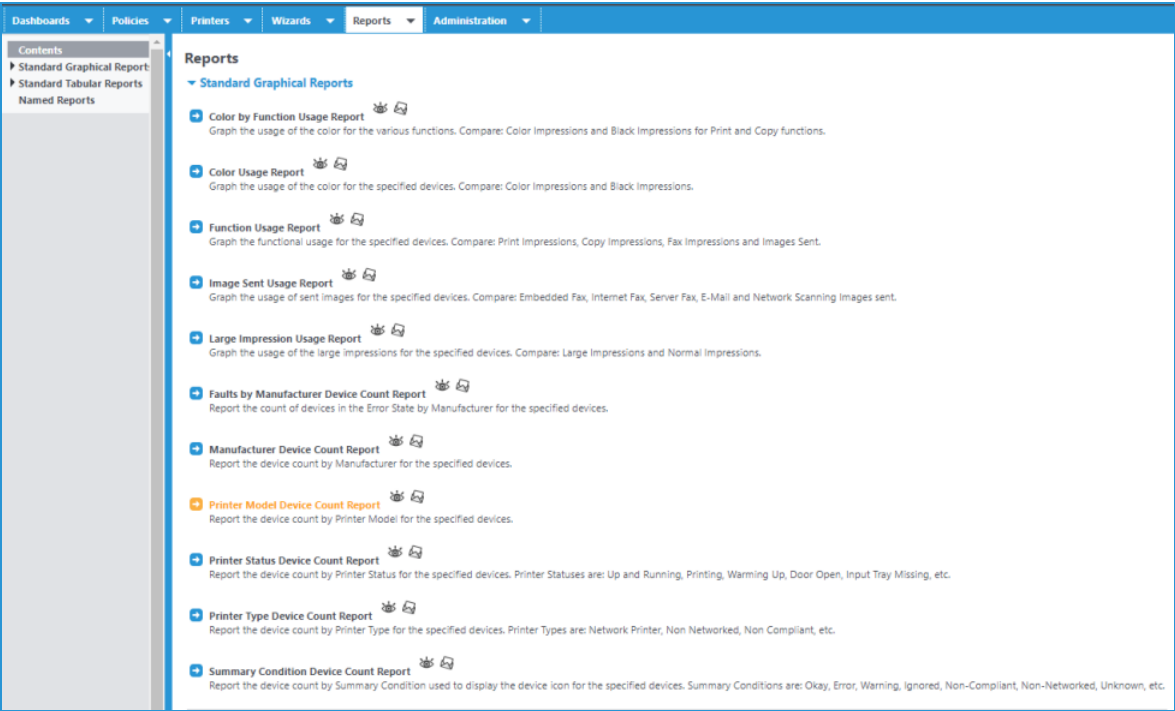 Dashboards Policies Printers Wizards Reports Administration
Contents
Standard Graphical Report
Standard Tabular Reports
Named Reports
Reports
Standard Graphical Reports
Color by Function Usage Report
Graph the usage of the color for the various functions. Compare: Color Impressions and Black Impressions for Print and Copy functions.
Color Usage Report
Graph the usage of the color for the specified devices. Compare: Color Impressions and Black Impressions.
Function Usage Report
Graph the functional usage for the specified devices. Compare: Print Impressions, Copy Impressions, Fax Impressions and Images Sent.
Image Sent Usage Report
Graph the usage of sent images for the specified devices. Compare: Embedded Fax, Internet Fax, Server Fax, E-Mail and Network Scanning Images sent.
Large Impression Usage Report
Graph the usage of the large impressions for the specified devices. Compare: Large Impressions and Normal Impressions.
Faults by Manufacturer Device Count Report
Report the count of devices in the Error State by Manufacturer for the specified devices.
Manufacturer Device Count Report
Report the device count by Manufacturer for the specified devices.
Printer Model Device Count Report
Report the device count by Printer Model for the specified devices.
Printer Status Device Count Report
Report the device count by Printer Status for the specified devices. Printer Statuses are: Up and Running, Printing, Warming Up, Door Open, Input Tray Missing, etc.
Printer Type Device Count Report
Report the device count by Printer Type for the specified devices. Printer Types are: Network Printer, Non Networked, Non Compliant, etc.
Summary Condition Device Count Report
Report the device count by Summary Condition used to display the device icon for the specified devices. Summary Conditions are: Okay, Error, Warning, Ignored, Non-Compliant, Non-Networked, Unknown, etc.